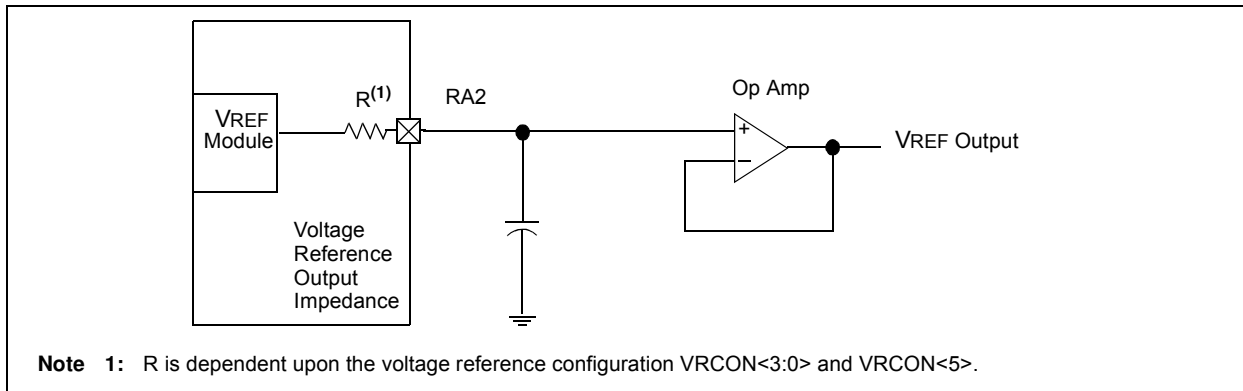 Op Amp
R(1)
RA2
VREF
Module
+
−
VREF Output
Voltage
Reference
Output
Impedance
Note 1: R is dependent upon the voltage reference configuration VRCON<3:0> and VRCON<5>.